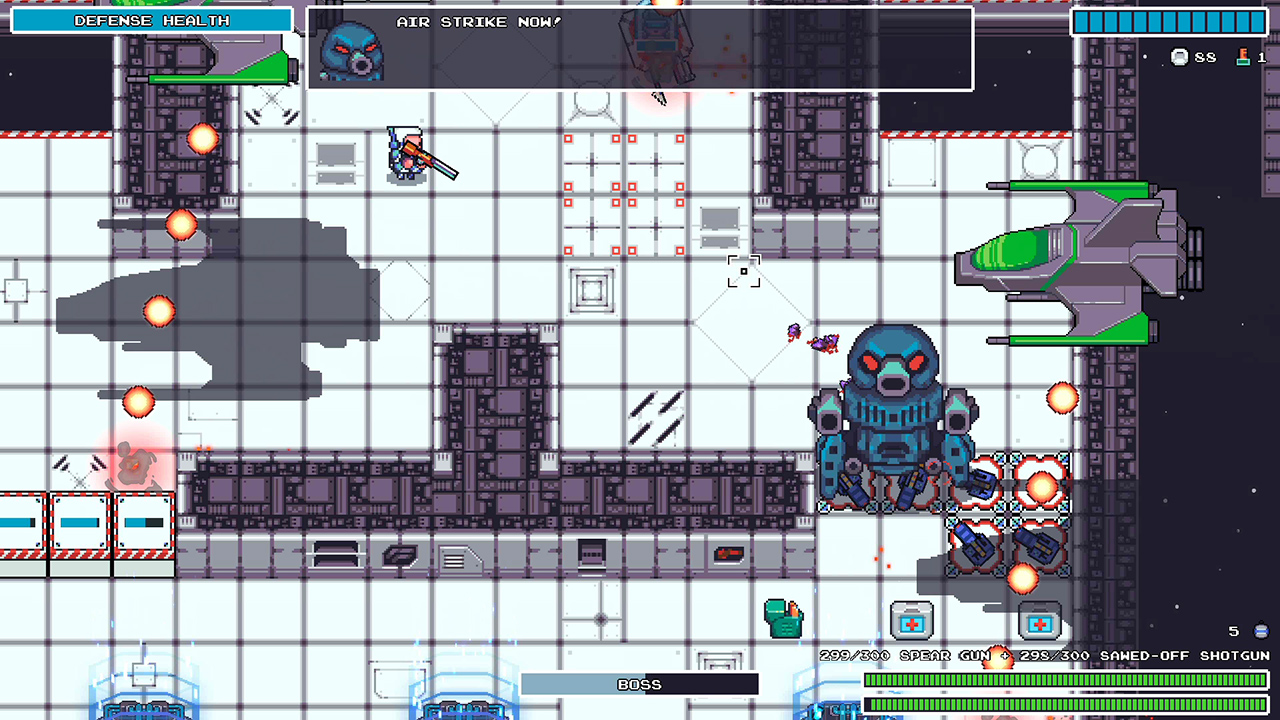 DEFENSE HEALTH
AIR STRIKE NOW!
88
1
5
299/300 SPEAR GUN + 298/300 SAWED-OFF SHOTGUN
BOSS